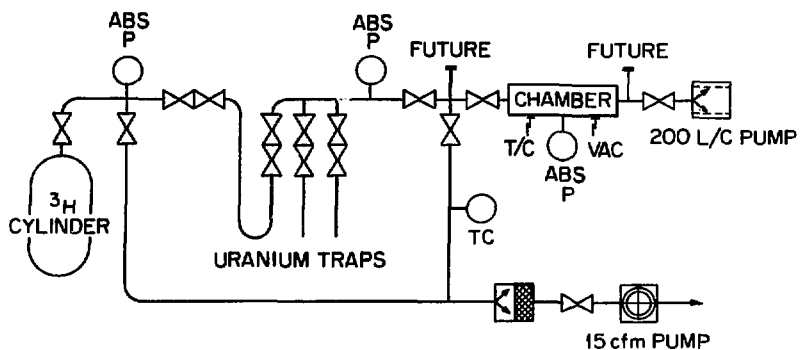 ABS
P
ABS
P
FUTURE
FUTURE
CHAMBER
T/C
VAC
ABS
P
200 L/C PUMP
³H
CYLINDER
URANIUM TRAPS
TC
15 cfm PUMP